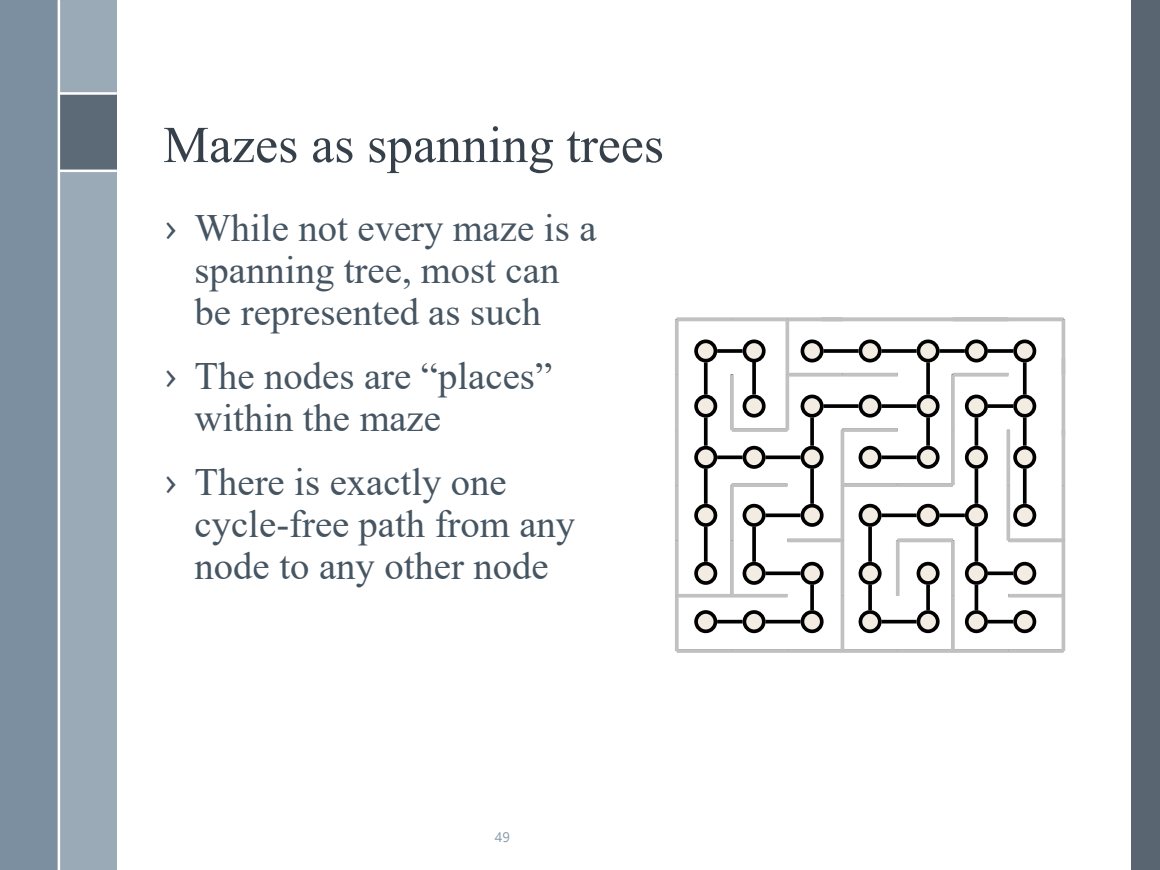 Mazes as spanning trees
› While not every maze is a
spanning tree, most can
be represented as such
› The nodes are “places”
within the maze
› There is exactly one
cycle-free path from any
node to any other node
49